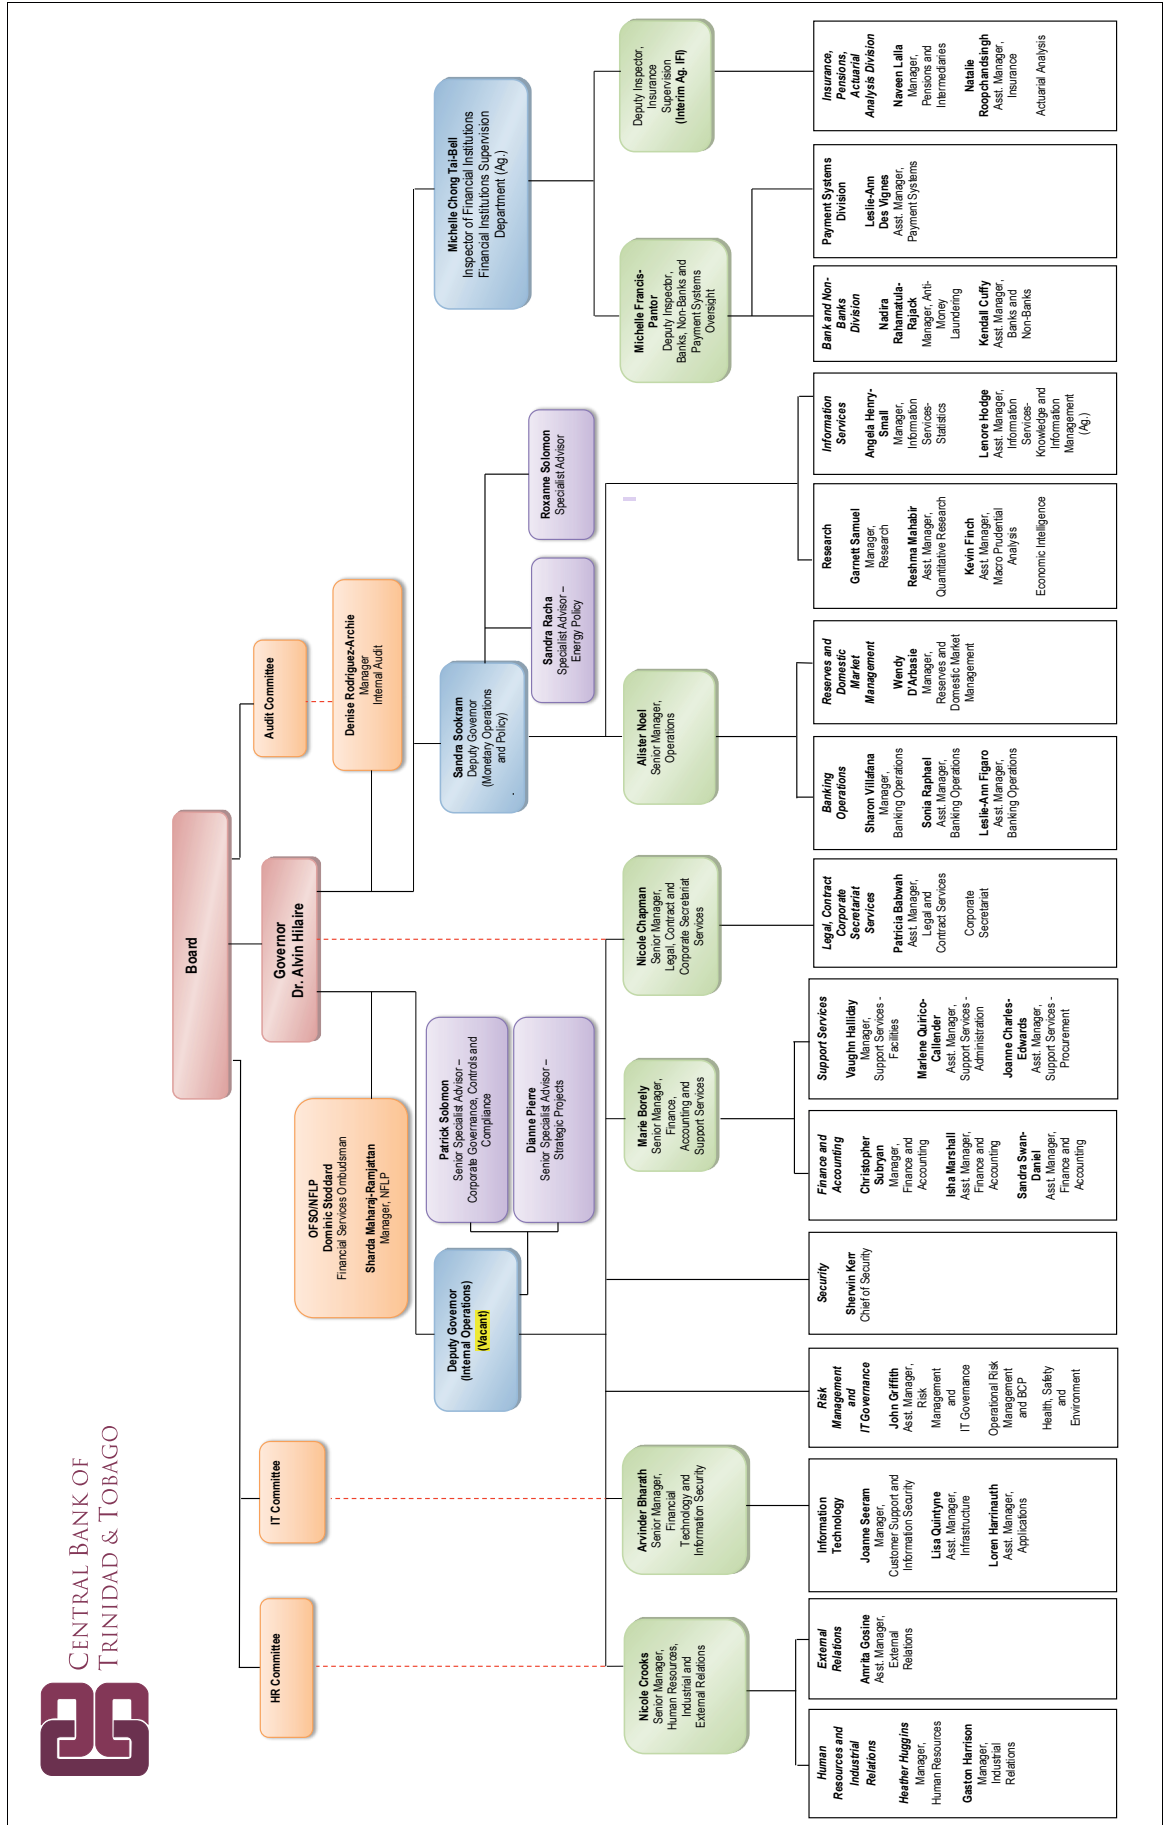 CENTRAL BANK OF
TRINIDAD & TOBAGO
Board
HR Committee
IT Committee
Governor
Dr. Alvin Hilaire
Audit Committee
OFSO/NFLP
Dominic Stoddard
Financial Services Ombudsman
Sharda Maharaj-Ramjattan
Manager, NFLP
Denise Rodriguez-Archie
Manager
Internal Audit
Deputy Governor
(Internal Operations)
(Vacant)
Patrick Solomon
Senior Specialist Advisor –
Corporate Governance, Controls and
Compliance
Dianne Pierre
Senior Specialist Advisor –
Strategic Projects
Sandra Sookram
Deputy Governor
(Monetary Operations
and Policy)
.
Sandra Racha
Specialist Advisor –
Energy Policy
Roxanne Solomon
Specialist Advisor
Michelle Chong Tai-Bell
Inspector of Financial Institutions
Financial Institutions Supervision
Department (Ag.)
Nicole Crooks
Senior Manager,
Human Resources,
Industrial and
External Relations
Arvinder Bharath
Senior Manager,
Financial
Technology and
Information Security
Marie Borely
Senior Manager,
Finance,
Accounting and
Support Services
Nicole Chapman
Senior Manager,
Legal, Contract and
Corporate Secretariat
Services
Alister Noel
Senior Manager,
Operations
Michelle Francis-
Pantor
Deputy Inspector,
Banks, Non-Banks and
Payment Systems
Oversight
Deputy Inspector,
Insurance
Supervision
(Interim Ag. IFI)
Human
Resources and
Industrial
Relations
Heather Huggins
Manager,
Human Resources
Gaston Harrison
Manager,
Industrial
Relations
External
Relations
Amrita Gosine
Asst. Manager,
External
Relations
Information
Technology
Joanne Seeram
Manager,
Customer Support and
Information Security
Lisa Quintyne
Asst. Manager,
Infrastructure
Loren Harrinauth
Asst. Manager,
Applications
Risk
Management
and
IT Governance
John Griffith
Asst. Manager,
Risk
Management
and
IT Governance
Operational Risk
Management
and BCP
Health, Safety
and
Environment
Security
Sherwin Kerr
Chief of Security
Finance and
Accounting
Christopher
Subryan
Manager,
Finance and
Accounting
Isha Marshall
Asst. Manager,
Finance and
Accounting
Sandra Swan-
Daniel
Asst. Manager,
Finance and
Accounting
Support Services
Vaughn Halliday
Manager,
Support Services -
Facilities
Marlene Quirico-
Callender
Asst. Manager,
Support Services -
Administration
Joanne Charles-
Edwards
Asst. Manager,
Support Services -
Procurement
Legal, Contract
Corporate
Secretariat
Services
Patricia Babwah
Asst. Manager,
Legal and
Contract Services
Corporate
Secretariat
Banking
Operations
Sharon Villafana
Manager,
Banking Operations
Sonia Raphael
Asst. Manager,
Banking Operations
Leslie-Ann Figaro
Asst. Manager,
Banking Operations
Reserves and
Domestic
Market
Management
Wendy
D'Arbasie
Manager,
Reserves and
Domestic Market
Management
Research
Garnett Samuel
Manager,
Research
Reshma Mahabir
Asst. Manager,
Quantitative Research
Kevin Finch
Asst. Manager,
Macro Prudential
Analysis
Economic Intelligence
Information
Services
Angela Henry-
Small
Manager,
Information
Services-
Statistics
Lenore Hodge
Asst. Manager,
Information
Services-
Knowledge and
Information
Management
(Ag.)
Bank and Non-
Banks
Division
Nadira
Rahamatula-
Rajack
Manager, Anti-
Money
Laundering
Kendall Cuffy
Asst. Manager,
Banks and
Non-Banks
Payment Systems
Division
Leslie-Ann
Des Vignes
Asst. Manager,
Payment Systems
Insurance,
Pensions,
Actuarial
Analysis Division
Naveen Lalla
Manager,
Pensions and
Intermediaries
Natalie
Roopchandsingh
Asst. Manager,
Insurance
Actuarial Analysis